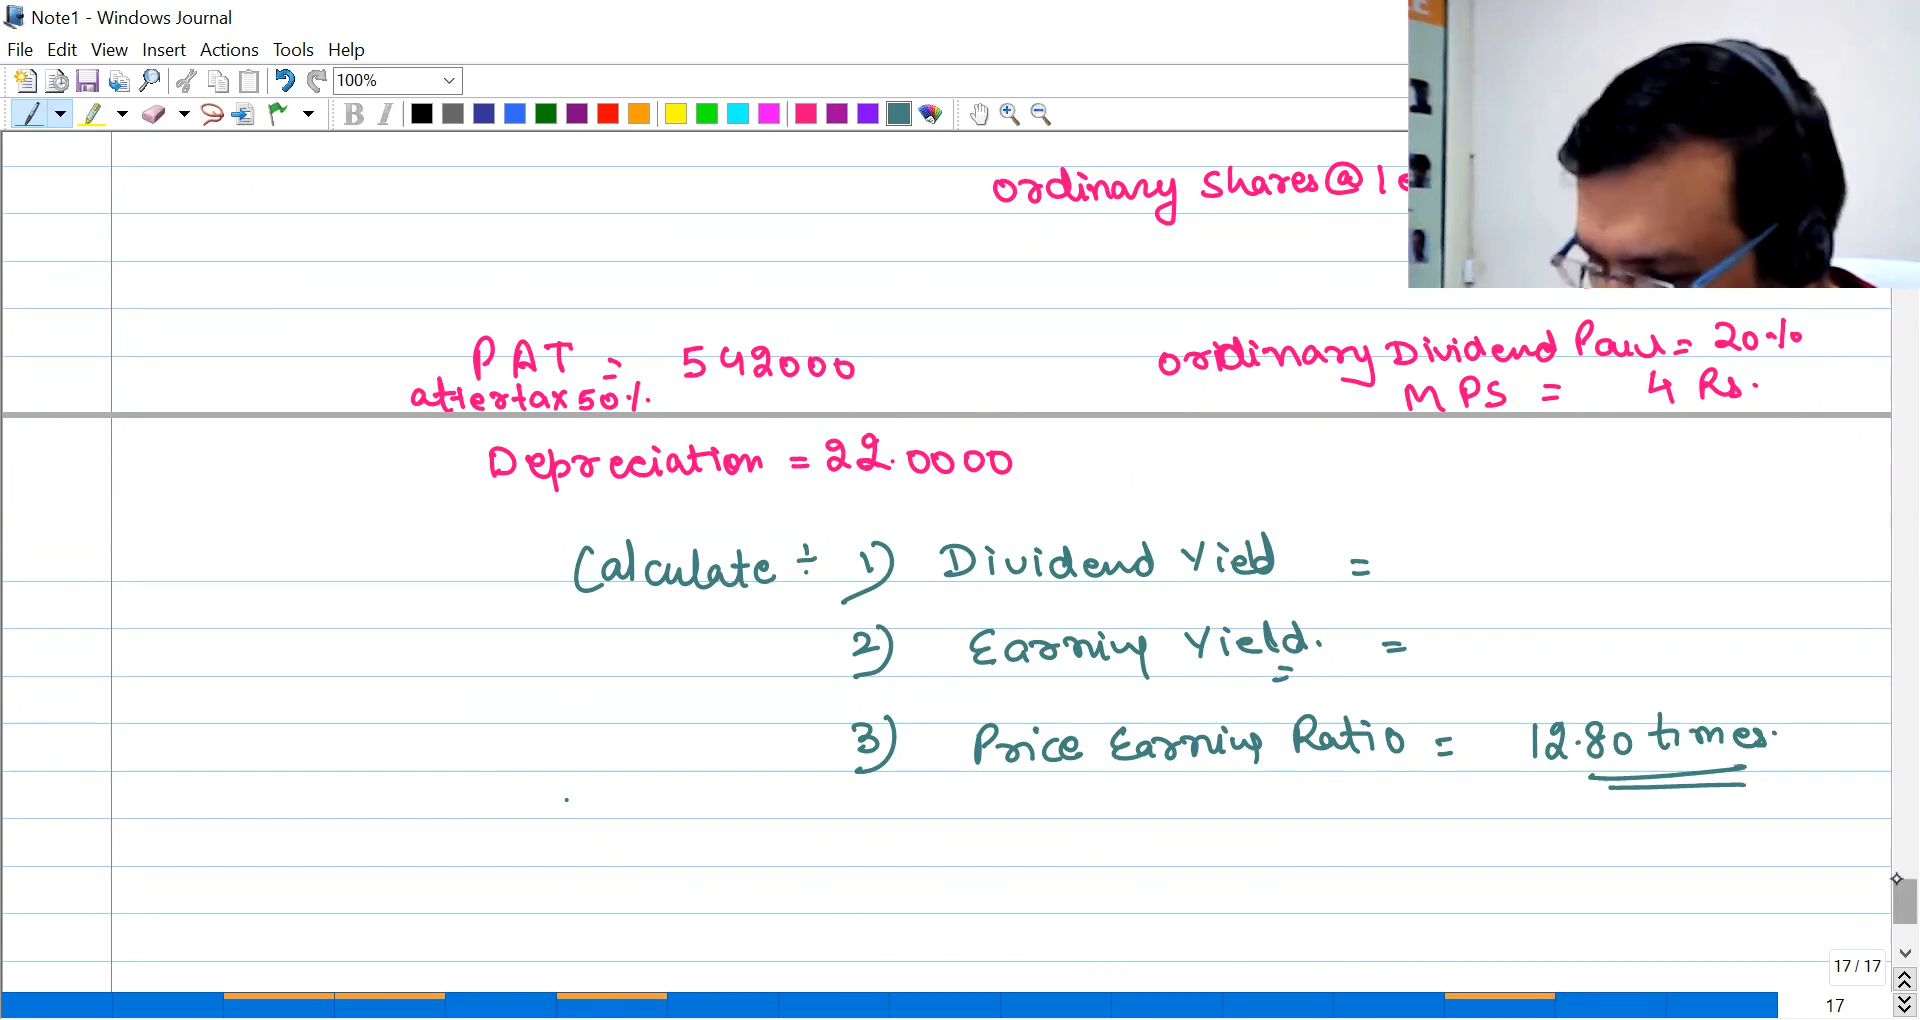 Note1 - Windows Journal
File Edit View Insert Actions Tools Help
100%
B I
ordinary Shares @ 1
PAT = 542000
after tax 50%.
ordinary Dividend = 20%
MPS = 4 Rs.
Depreciation = 22.0000
Calculate ÷ 1) Dividend Yield =
2) Earning Yield. =
3) Price Earning Ratio = 12.80 times.
17 / 17
17